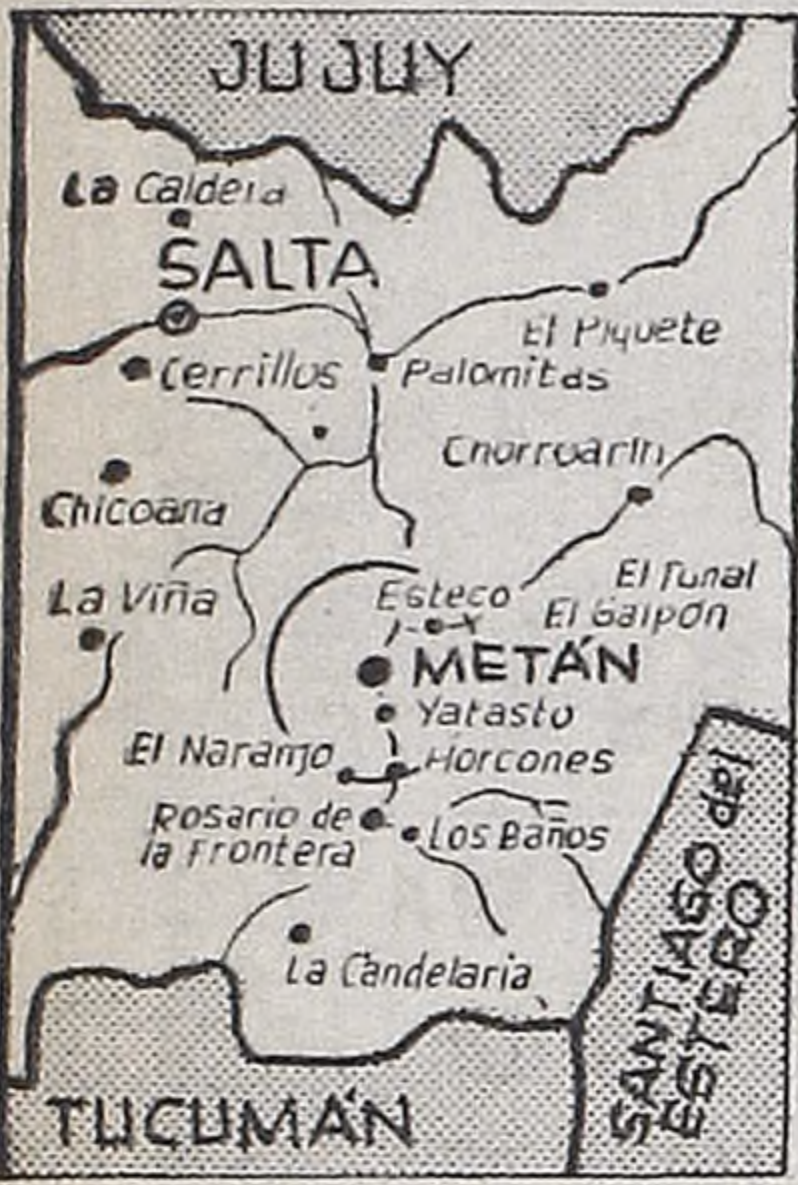 JUJUY
La Caldera
SALTA
El Piquete
Cerrillos
Palomitas
Chorroarín
Chicoana
La Viña
Esteco
El Tunal
El Galpón
METÁN
Yatasto
El Naranjo
Horcones
Rosario de
la Frontera
Los Baños
La Candelaria
SANTIAGO del
ESTERO
TUCUMÁN